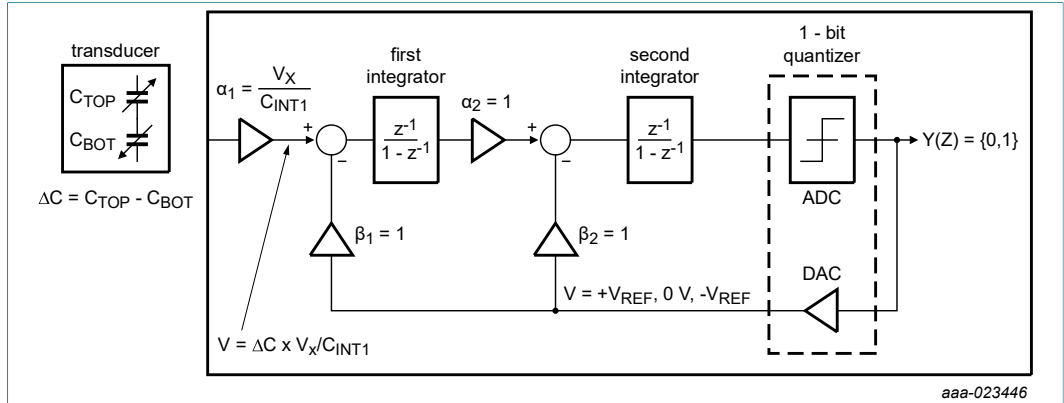 transducer
C_TOP
C_BOT
ΔC = C_TOP - C_BOT
α₁ = V_X / C_INT1
first
integrator
z⁻¹
1 - z⁻¹
α₂ = 1
second
integrator
z⁻¹
1 - z⁻¹
1 - bit
quantizer
ADC
Y(Z) = {0,1}
+
−
+
−
β₁ = 1
β₂ = 1
DAC
V = +V_REF, 0 V, -V_REF
V = ΔC x V_x/C_INT1
aaa-023446